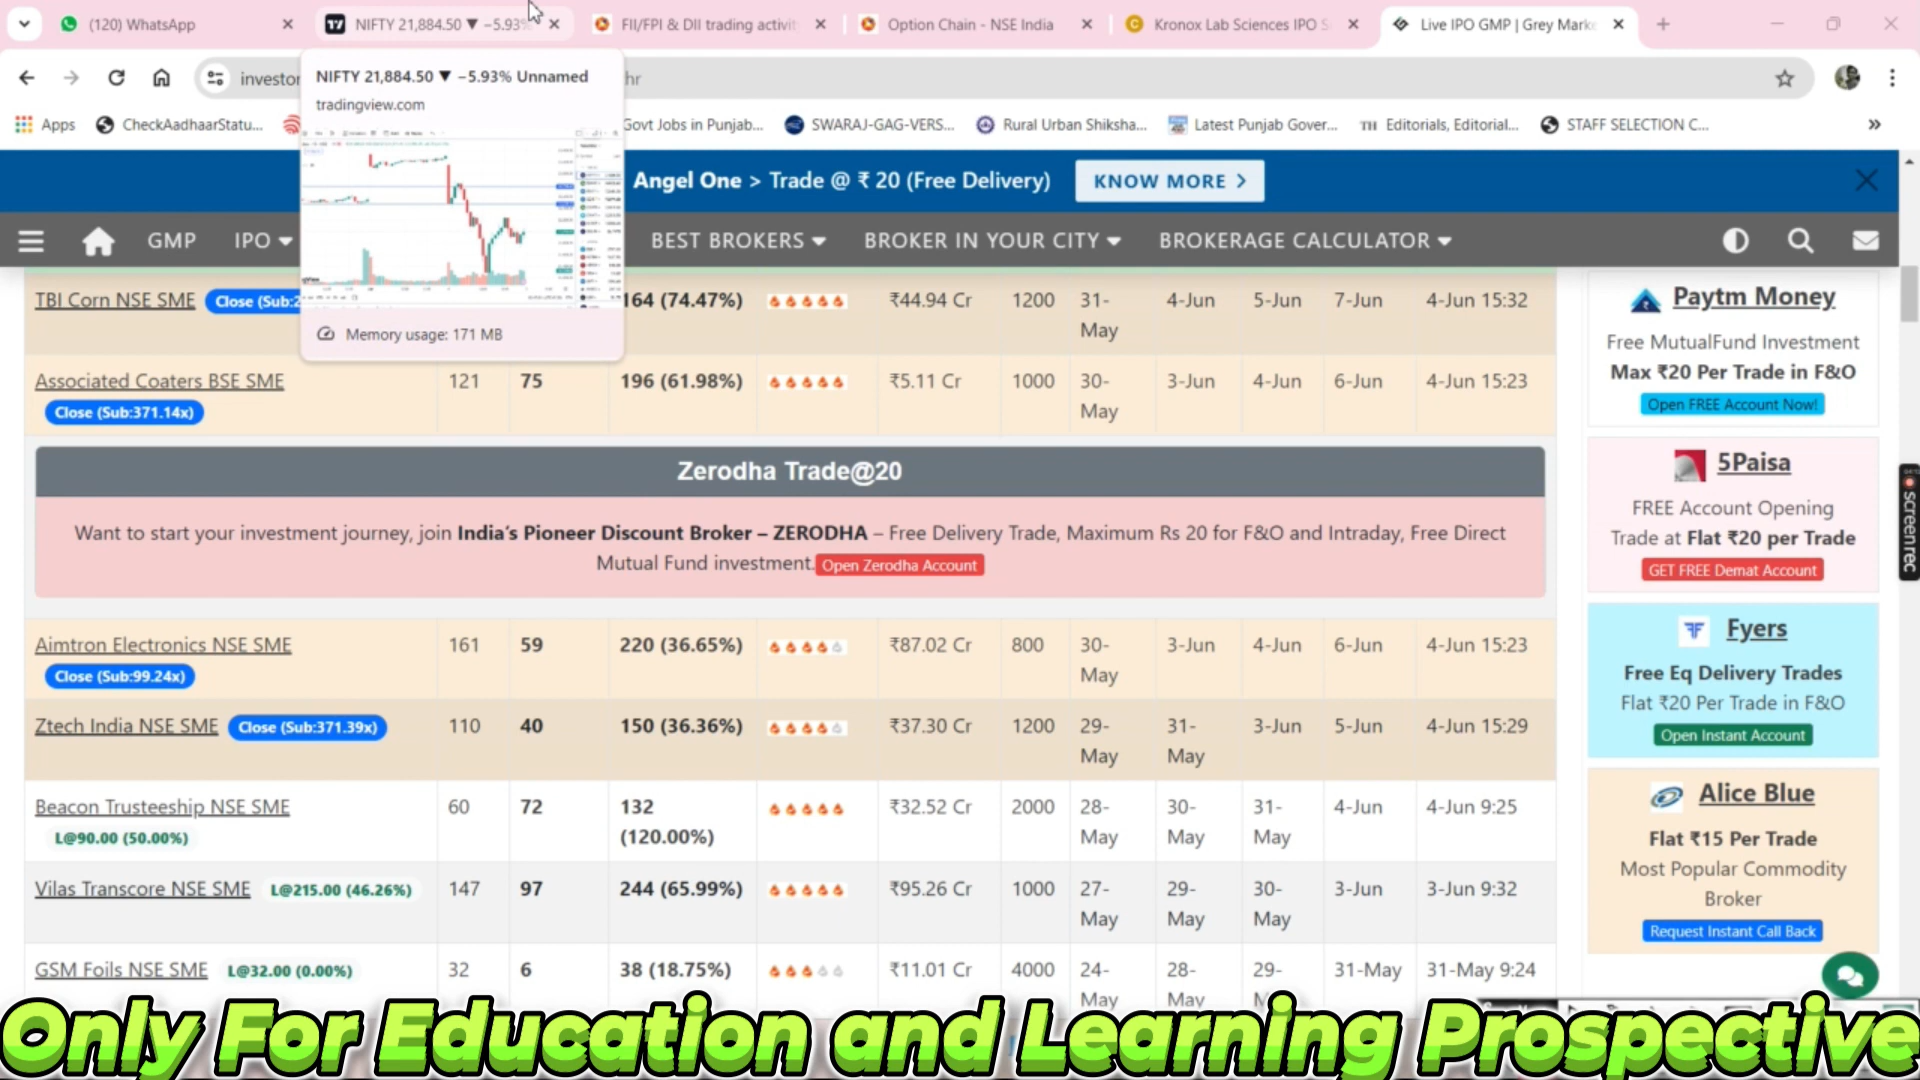 (120) WhatsApp
NIFTY 21,884.50 ▼ −5.93%
FII/FPI & DII trading activit
Option Chain - NSE India
Kronox Lab Sciences IPO S
Live IPO GMP | Grey Marke
investor
hr
NIFTY 21,884.50 ▼ −5.93% Unnamed
tradingview.com
Memory usage: 171 MB
Apps
CheckAadhaarStatu...
Govt Jobs in Punjab...
SWARAJ-GAG-VERS...
Rural Urban Shiksha...
Latest Punjab Gover...
Editorials, Editorial...
STAFF SELECTION C...
Angel One > Trade @ ₹ 20 (Free Delivery)
KNOW MORE >
GMP
IPO
BEST BROKERS
BROKER IN YOUR CITY
BROKERAGE CALCULATOR
TBI Corn NSE SME Close (Sub:2 164 (74.47%) ₹44.94 Cr 1200 31-May 4-Jun 5-Jun 7-Jun 4-Jun 15:32
Associated Coaters BSE SME 121 75 196 (61.98%) ₹5.11 Cr 1000 30-May 3-Jun 4-Jun 6-Jun 4-Jun 15:23
Close (Sub:371.14x)
Zerodha Trade@20
Want to start your investment journey, join India's Pioneer Discount Broker – ZERODHA – Free Delivery Trade, Maximum Rs 20 for F&O and Intraday, Free Direct
Mutual Fund investment. Open Zerodha Account
Aimtron Electronics NSE SME 161 59 220 (36.65%) ₹87.02 Cr 800 30-May 3-Jun 4-Jun 6-Jun 4-Jun 15:23
Close (Sub:99.24x)
Ztech India NSE SME Close (Sub:371.39x) 110 40 150 (36.36%) ₹37.30 Cr 1200 29-May 31-May 3-Jun 5-Jun 4-Jun 15:29
Beacon Trusteeship NSE SME 60 72 132 (120.00%) ₹32.52 Cr 2000 28-May 30-May 31-May 4-Jun 4-Jun 9:25
L@90.00 (50.00%)
Vilas Transcore NSE SME L@215.00 (46.26%) 147 97 244 (65.99%) ₹95.26 Cr 1000 27-May 29-May 30-May 3-Jun 3-Jun 9:32
GSM Foils NSE SME L@32.00 (0.00%) 32 6 38 (18.75%) ₹11.01 Cr 4000 24-May 28-May 29- 31-May 31-May 9:24
Paytm Money
Free MutualFund Investment
Max ₹20 Per Trade in F&O
Open FREE Account Now!
5Paisa
FREE Account Opening
Trade at Flat ₹20 per Trade
GET FREE Demat Account
Fyers
Free Eq Delivery Trades
Flat ₹20 Per Trade in F&O
Open Instant Account
Alice Blue
Flat ₹15 Per Trade
Most Popular Commodity
Broker
Request Instant Call Back
screenrec
Only For Education and Learning Prospective